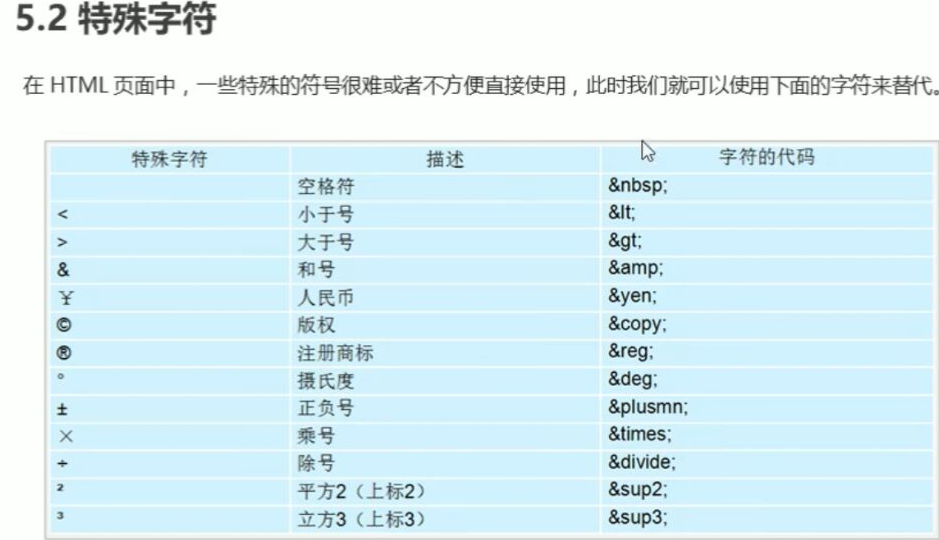 5.2 特殊字符
在 HTML 页面中，一些特殊的符号很难或者不方便直接使用，此时我们就可以使用下面的字符来替代。
特殊字符 描述 字符的代码
空格符 &nbsp;
< 小于号 &lt;
> 大于号 &gt;
& 和号 &amp;
￥ 人民币 &yen;
© 版权 &copy;
® 注册商标 &reg;
° 摄氏度 &deg;
± 正负号 &plusmn;
× 乘号 &times;
÷ 除号 &divide;
² 平方2（上标2） &sup2;
³ 立方3（上标3） &sup3;